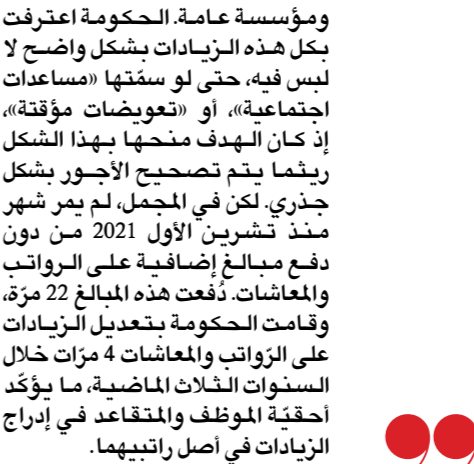 ومؤسسة عامة. الحكومة اعترفت
بكل هذه الزيادات بشكل واضح لا
لبس فيه، حتى لو سمّتها «مساعدات
اجتماعية»، أو «تعويضات مؤقتة»،
إذ كان الهدف منحها بهذا الشكل
ريثما يتم تصحيح الأجور بشكل
جذري. لكن في المجمل، لم يمر شهر
منذ تشرين الأول 2021 من دون
دفع مبالغ إضافية على الرواتب
والمعاشات. دُفعت هذه المبالغ 22 مرّة،
وقامت الحكومة بتعديل الزيادات
على الرّواتب والمعاشات 4 مرّات خلال
السنوات الثلاث الماضية، ما يؤكّد
أحقيّة الموظف والمتقاعد في إدراج
الزيادات في أصل راتبيهما.